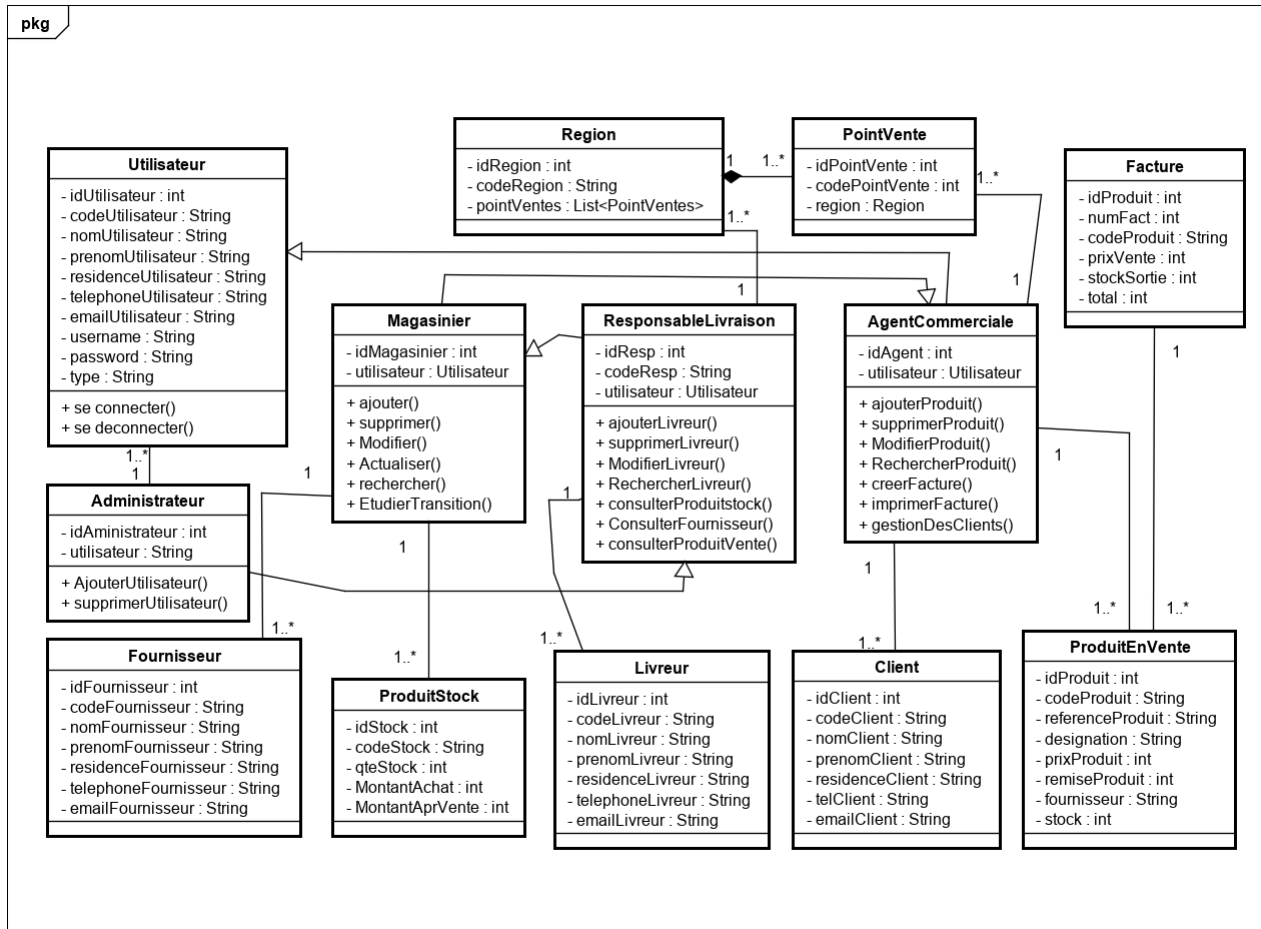 pkg
Region
- idRegion : int
- codeRegion : String
- pointVentes : List<PointVentes>
1
1..*
1..*
PointVente
- idPointVente : int
- codePointVente : int
- region : Region
1..*
Utilisateur
- idUtilisateur : int
- codeUtilisateur : String
- nomUtilisateur : String
- prenomUtilisateur : String
- residenceUtilisateur : String
- telephoneUtilisateur : String
- emailUtilisateur : String
- username : String
- password : String
- type : String
+ se connecter()
+ se deconnecter()
1..*
1
Facture
- idProduit : int
- numFact : int
- codeProduit : String
- prixVente : int
- stockSortie : int
- total : int
1
Magasinier
- idMagasinier : int
- utilisateur : Utilisateur
+ ajouter()
+ supprimer()
+ Modifier()
+ Actualiser()
+ rechercher()
+ EtudierTransition()
1
1
1
ResponsableLivraison
- idResp : int
- codeResp : String
- utilisateur : Utilisateur
+ ajouterLivreur()
+ supprimerLivreur()
+ ModifierLivreur()
+ RechercherLivreur()
+ consulterProduitstock()
+ ConsulterFournisseur()
+ consulterProduitVente()
1
1
AgentCommerciale
- idAgent : int
- utilisateur : Utilisateur
+ ajouterProduit()
+ supprimerProduit()
+ ModifierProduit()
+ RechercherProduit()
+ creerFacture()
+ imprimerFacture()
+ gestionDesClients()
1
1
Administrateur
- idAministrateur : int
- utilisateur : String
+ AjouterUtilisateur()
+ supprimerUtilisateur()
1..*
1..*
1..*
1..*
1..*
1..*
Fournisseur
- idFournisseur : int
- codeFournisseur : String
- nomFournisseur : String
- prenomFournisseur : String
- residenceFournisseur : String
- telephoneFournisseur : String
- emailFournisseur : String
ProduitStock
- idStock : int
- codeStock : String
- qteStock : int
- MontantAchat : int
- MontantAprVente : int
Livreur
- idLivreur : int
- codeLivreur : String
- nomLivreur : String
- prenomLivreur : String
- residenceLivreur : String
- telephoneLivreur : String
- emailLivreur : String
Client
- idClient : int
- codeClient : String
- nomClient : String
- prenomClient : String
- residenceClient : String
- telClient : String
- emailClient : String
ProduitEnVente
- idProduit : int
- codeProduit : String
- referenceProduit : String
- designation : String
- prixProduit : int
- remiseProduit : int
- fournisseur : String
- stock : int